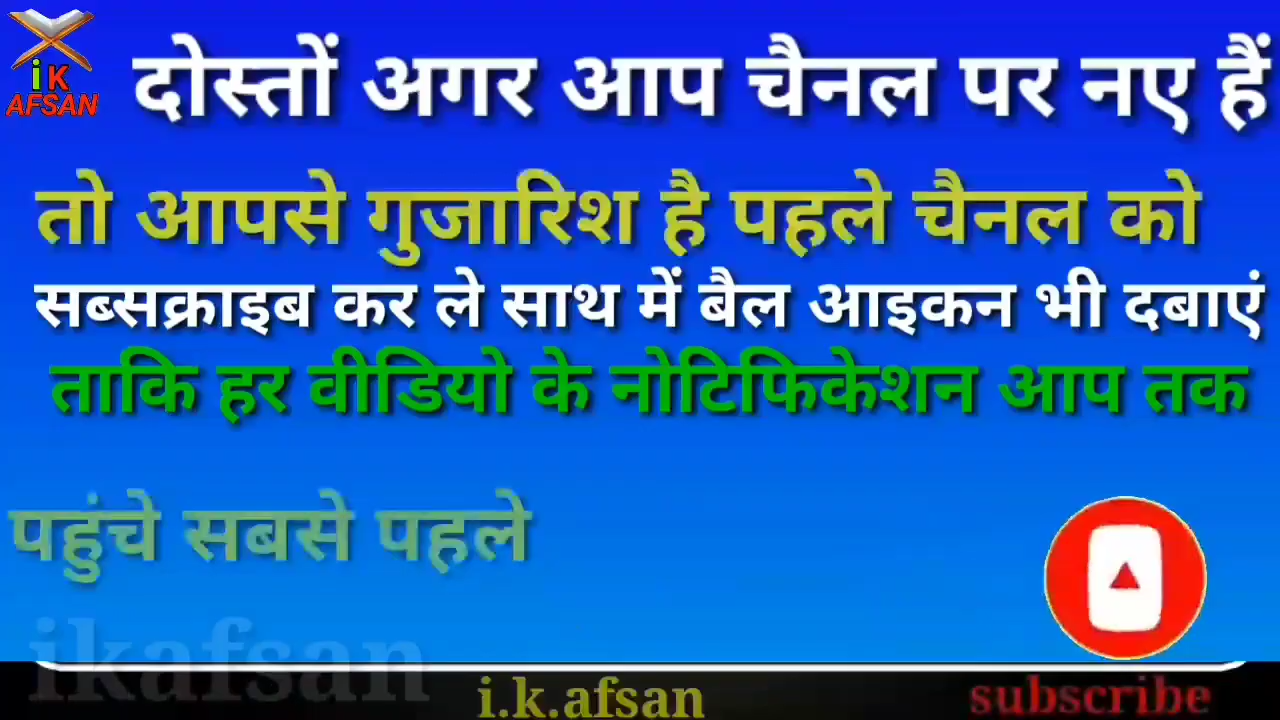 i K
AFSAN
दोस्तों अगर आप चैनल पर नए हैं
तो आपसे गुजारिश है पहले चैनल को
सब्सक्राइब कर ले साथ में बैल आइकन भी दबाएं
ताकि हर वीडियो के नोटिफिकेशन आप तक
पहुंचे सबसे पहले
ikafsan
i.k.afsan
subscribe